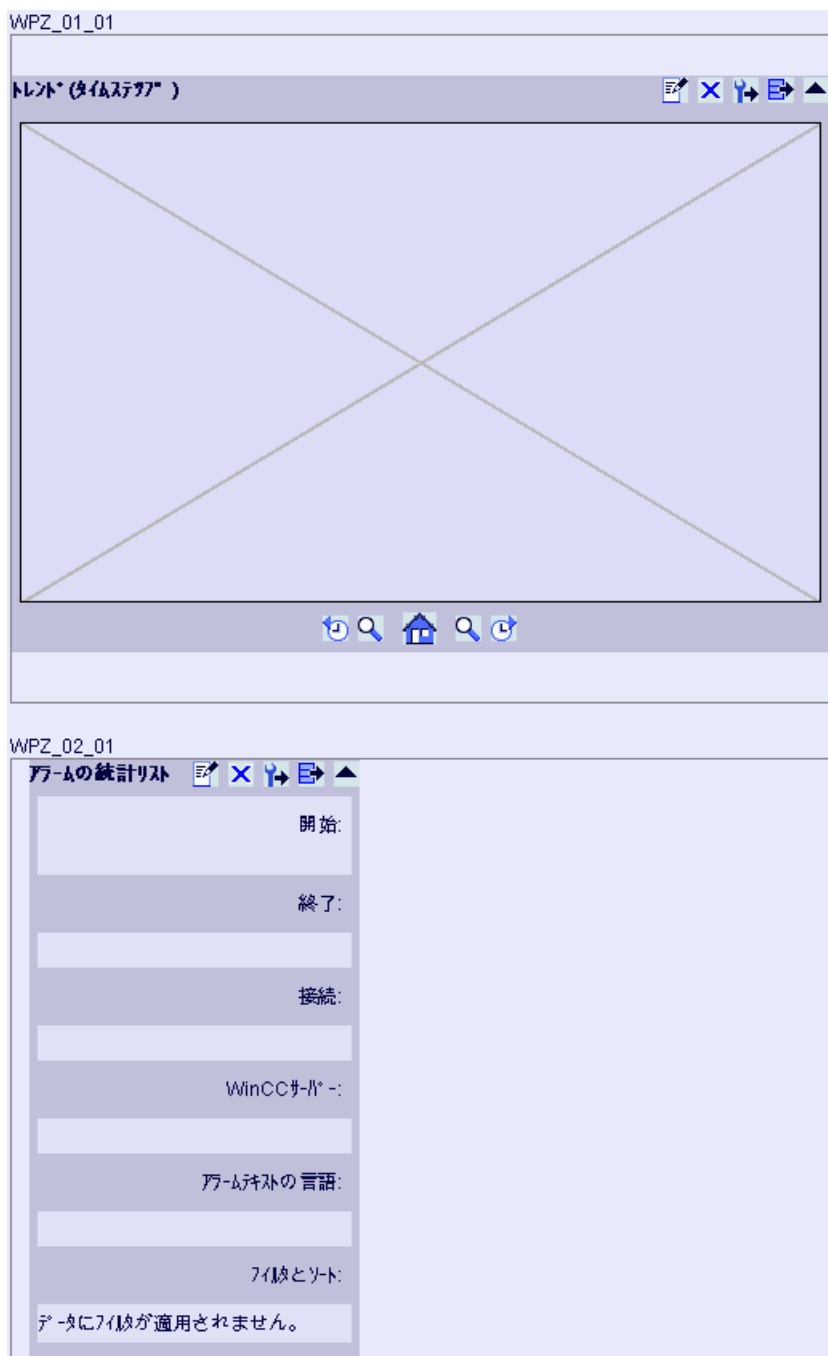 WPZ_01_01
ﾄﾚﾝﾄﾞ(ﾀｲﾑｽﾃｯﾌﾟ)
WPZ_02_01
ｱﾗｰﾑの統計ﾘｽﾄ
開始:
終了:
接続:
WinCCｻｰﾊﾞｰ:
ｱﾗｰﾑﾃｷｽﾄの言語:
ﾌｨﾙﾀとｿｰﾄ:
ﾃﾞｰﾀにﾌｨﾙﾀが適用されません。